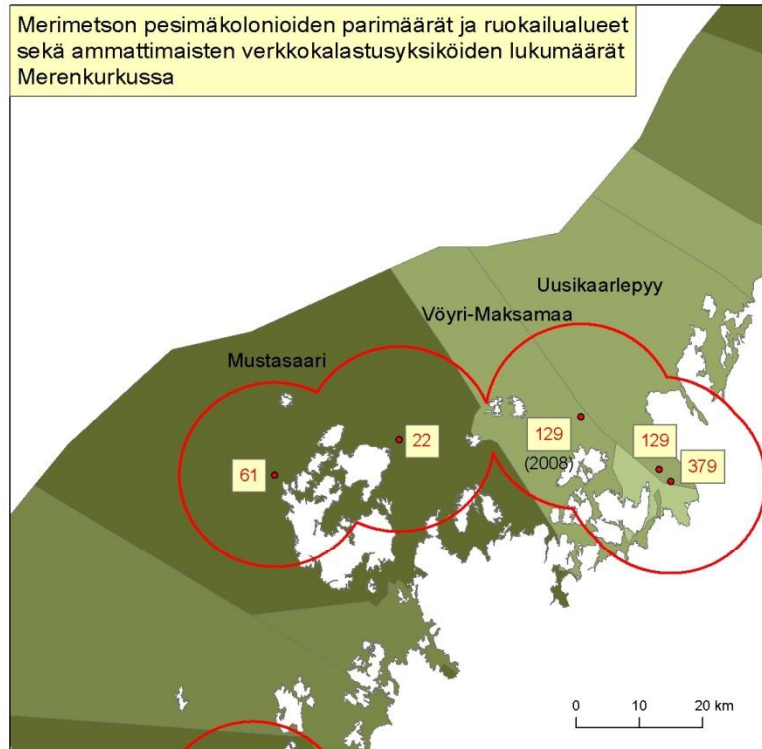 Merimetson pesimäkolonioiden parimäärät ja ruokailualueet
sekä ammattimaisten verkkokalastusyksiköiden lukumäärät
Merenkurkussa
Uusikaarlepyy
Vöyri-Maksamaa
Mustasaari
22
129
(2008)
129
61
379
0 10 20 km